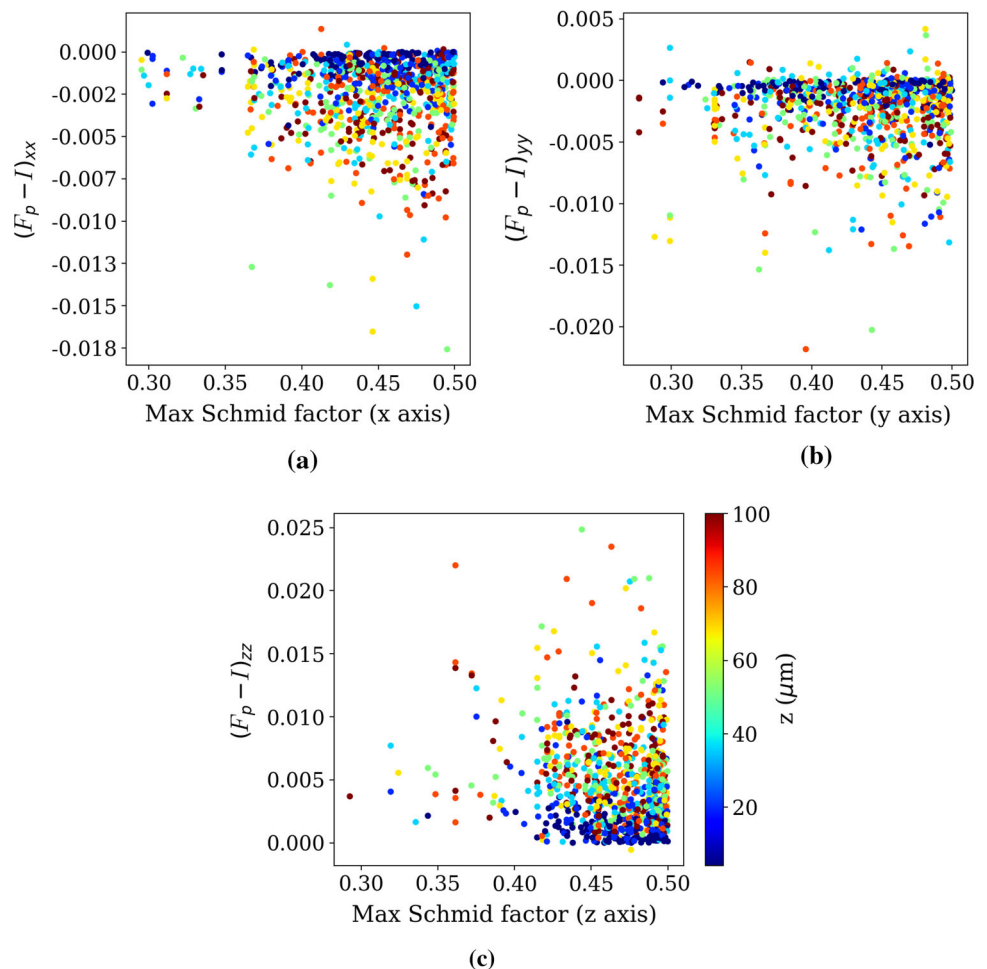 0.000
-0.002
-0.005
-0.007
-0.010
-0.013
-0.015
-0.018
(F_p − I)_xx
0.30 0.35 0.40 0.45 0.50
Max Schmid factor (x axis)
(a)
0.005
0.000
-0.005
-0.010
-0.015
-0.020
(F_p − I)_yy
0.30 0.35 0.40 0.45 0.50
Max Schmid factor (y axis)
(b)
0.025
0.020
0.015
0.010
0.005
0.000
(F_p − I)_zz
0.30 0.35 0.40 0.45 0.50
Max Schmid factor (z axis)
100
80
60
40
20
z (μm)
(c)